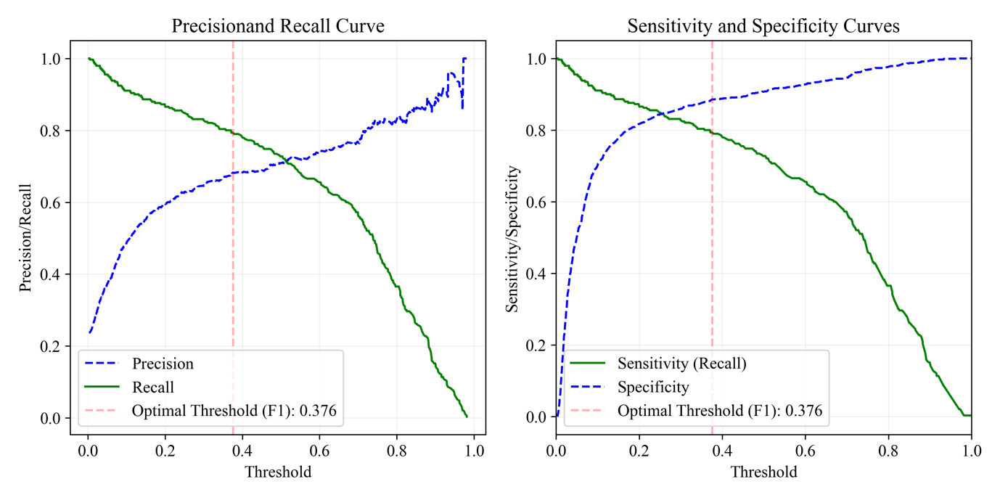 Precisionand Recall Curve
Precision/Recall
1.0
0.8
0.6
0.4
0.2
0.0
Precision
Recall
Optimal Threshold (F1): 0.376
0.0 0.2 0.4 0.6 0.8 1.0
Threshold
Sensitivity and Specificity Curves
Sensitivity/Specificity
1.0
0.8
0.6
0.4
0.2
0.0
Sensitivity (Recall)
Specificity
Optimal Threshold (F1): 0.376
0.0 0.2 0.4 0.6 0.8 1.0
Threshold